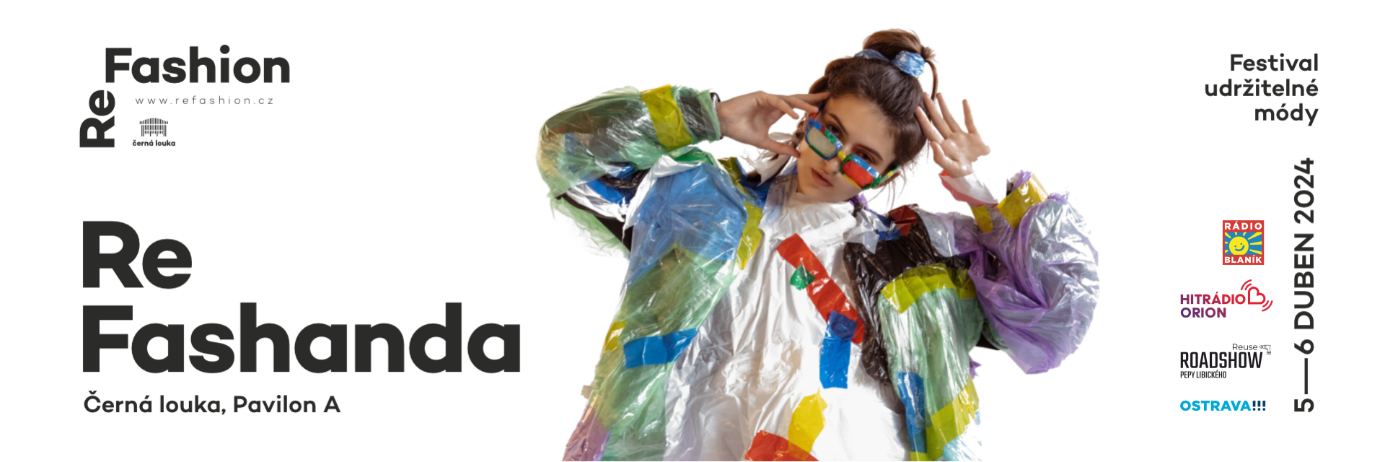 Re
Fashion
www.refashion.cz
černá louka
Re
Fashanda
Černá louka, Pavilon A
Festival
udržitelné
módy
5—6 DUBEN 2024
RÁDIO
BLANÍK
HITRÁDIO
ORION
Reuse
ROADSHOW
PEPY LIBICKÉHO
OSTRAVA!!!